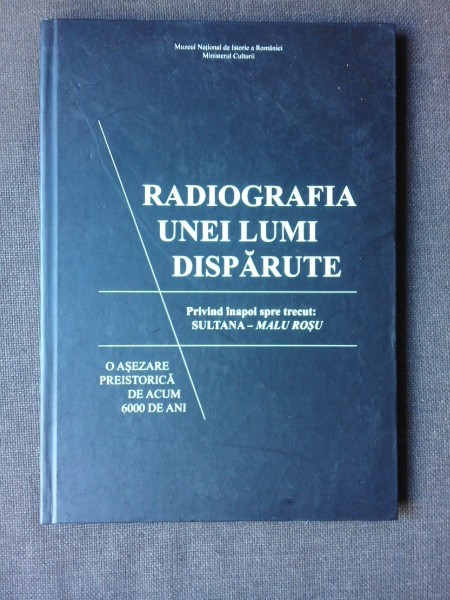 Muzeul Național de Istorie a României
Ministerul Culturii
RADIOGRAFIA
UNEI LUMI
DISPĂRUTE
Privind înapoi spre trecut:
SULTANA – MALU ROȘU
O AȘEZARE
PREISTORICĂ
DE ACUM
6000 DE ANI